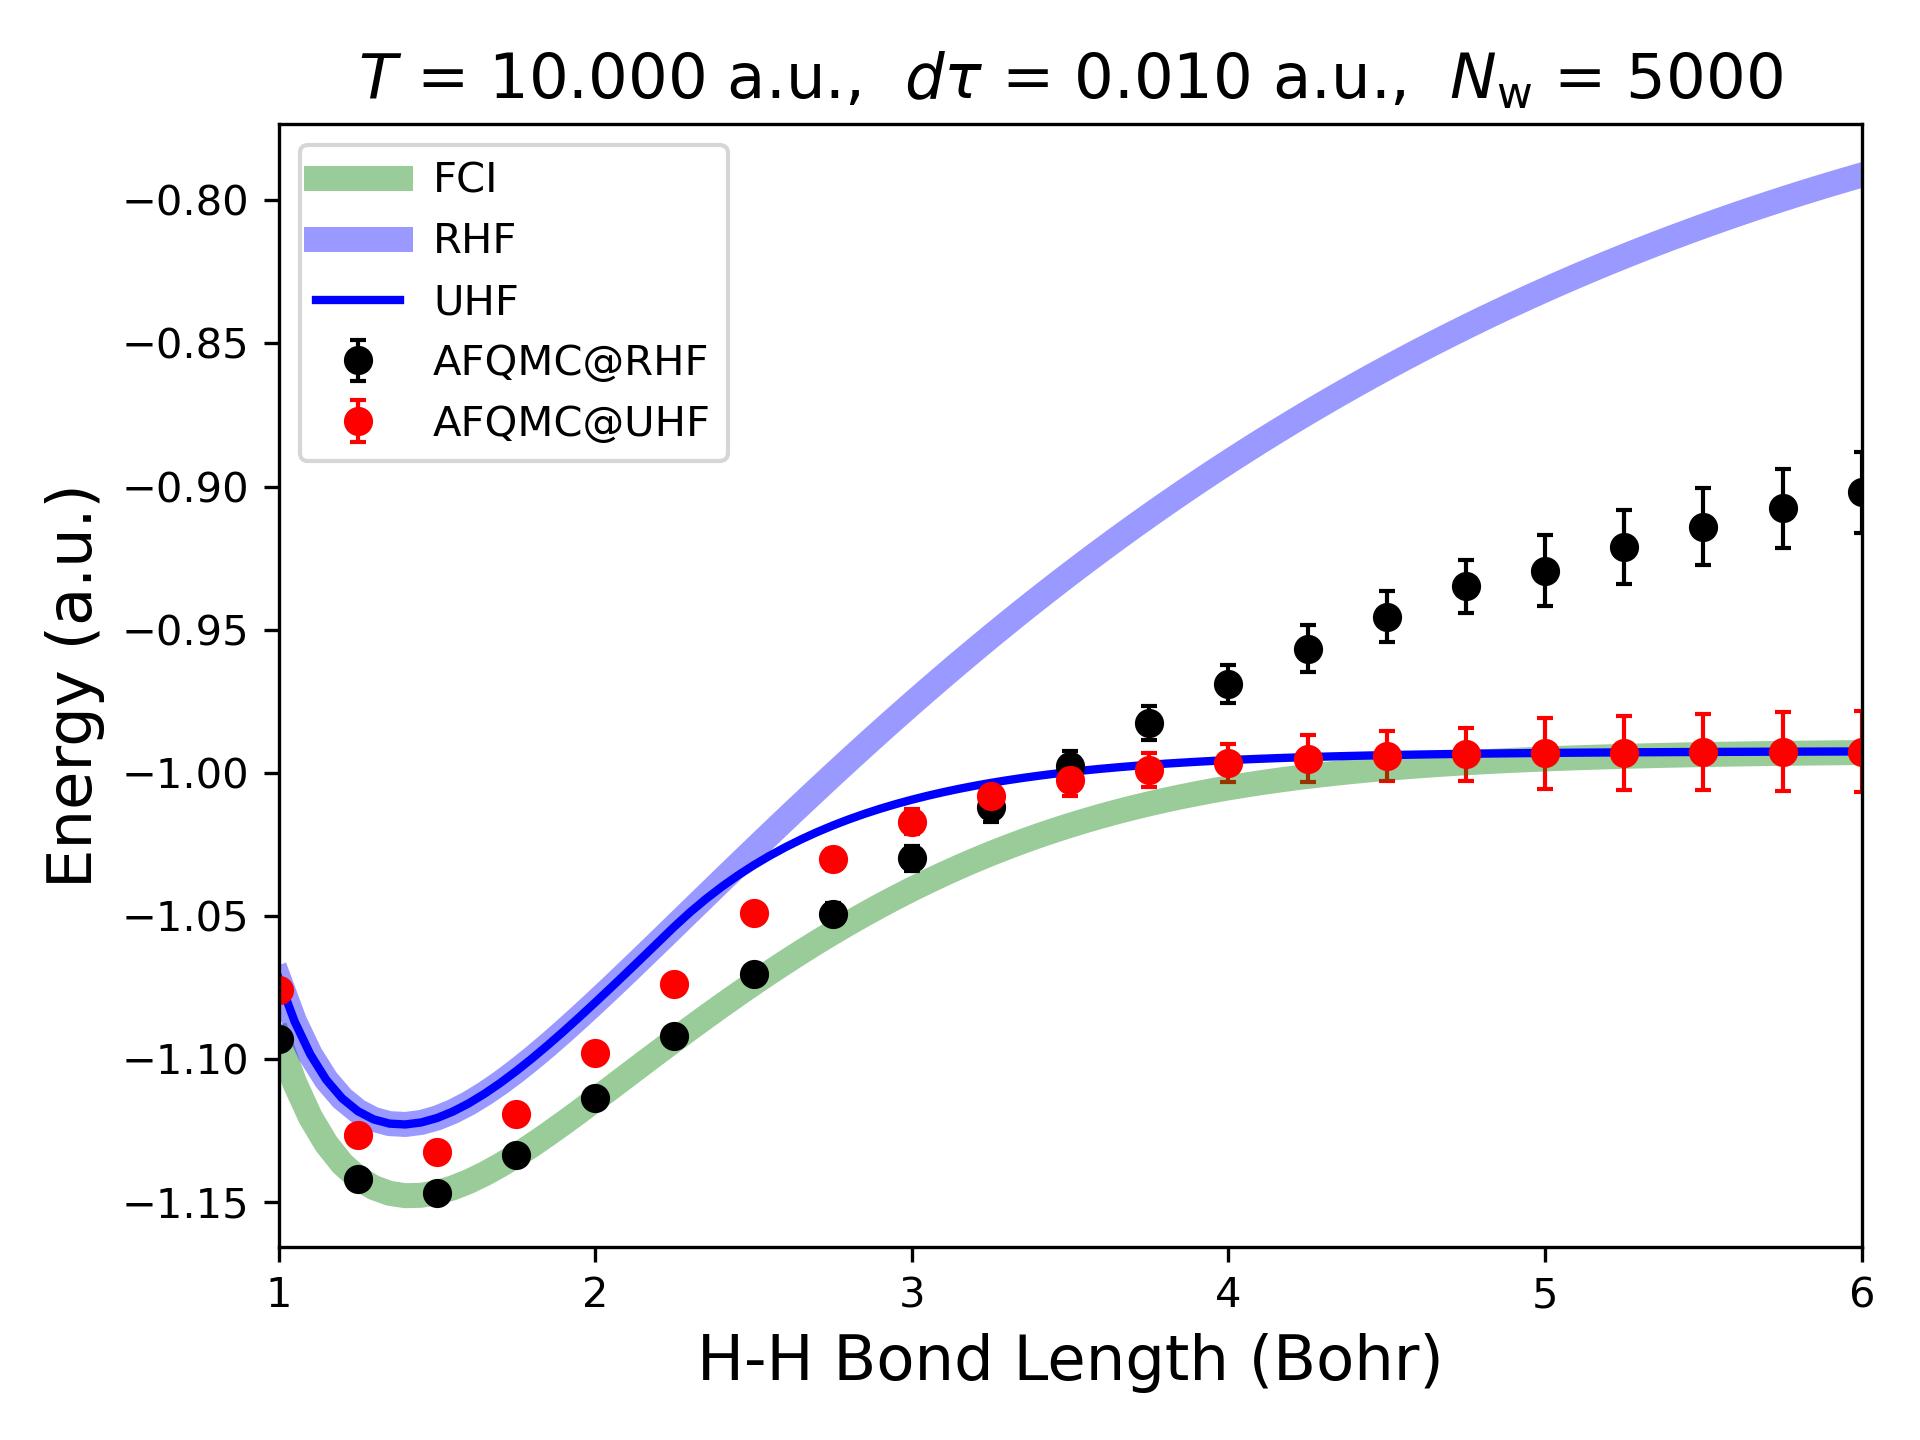 T = 10.000 a.u., dτ = 0.010 a.u., N_w = 5000
FCI
RHF
UHF
AFQMC@RHF
AFQMC@UHF
Energy (a.u.)
−0.80
−0.85
−0.90
−0.95
−1.00
−1.05
−1.10
−1.15
1 2 3 4 5 6
H-H Bond Length (Bohr)